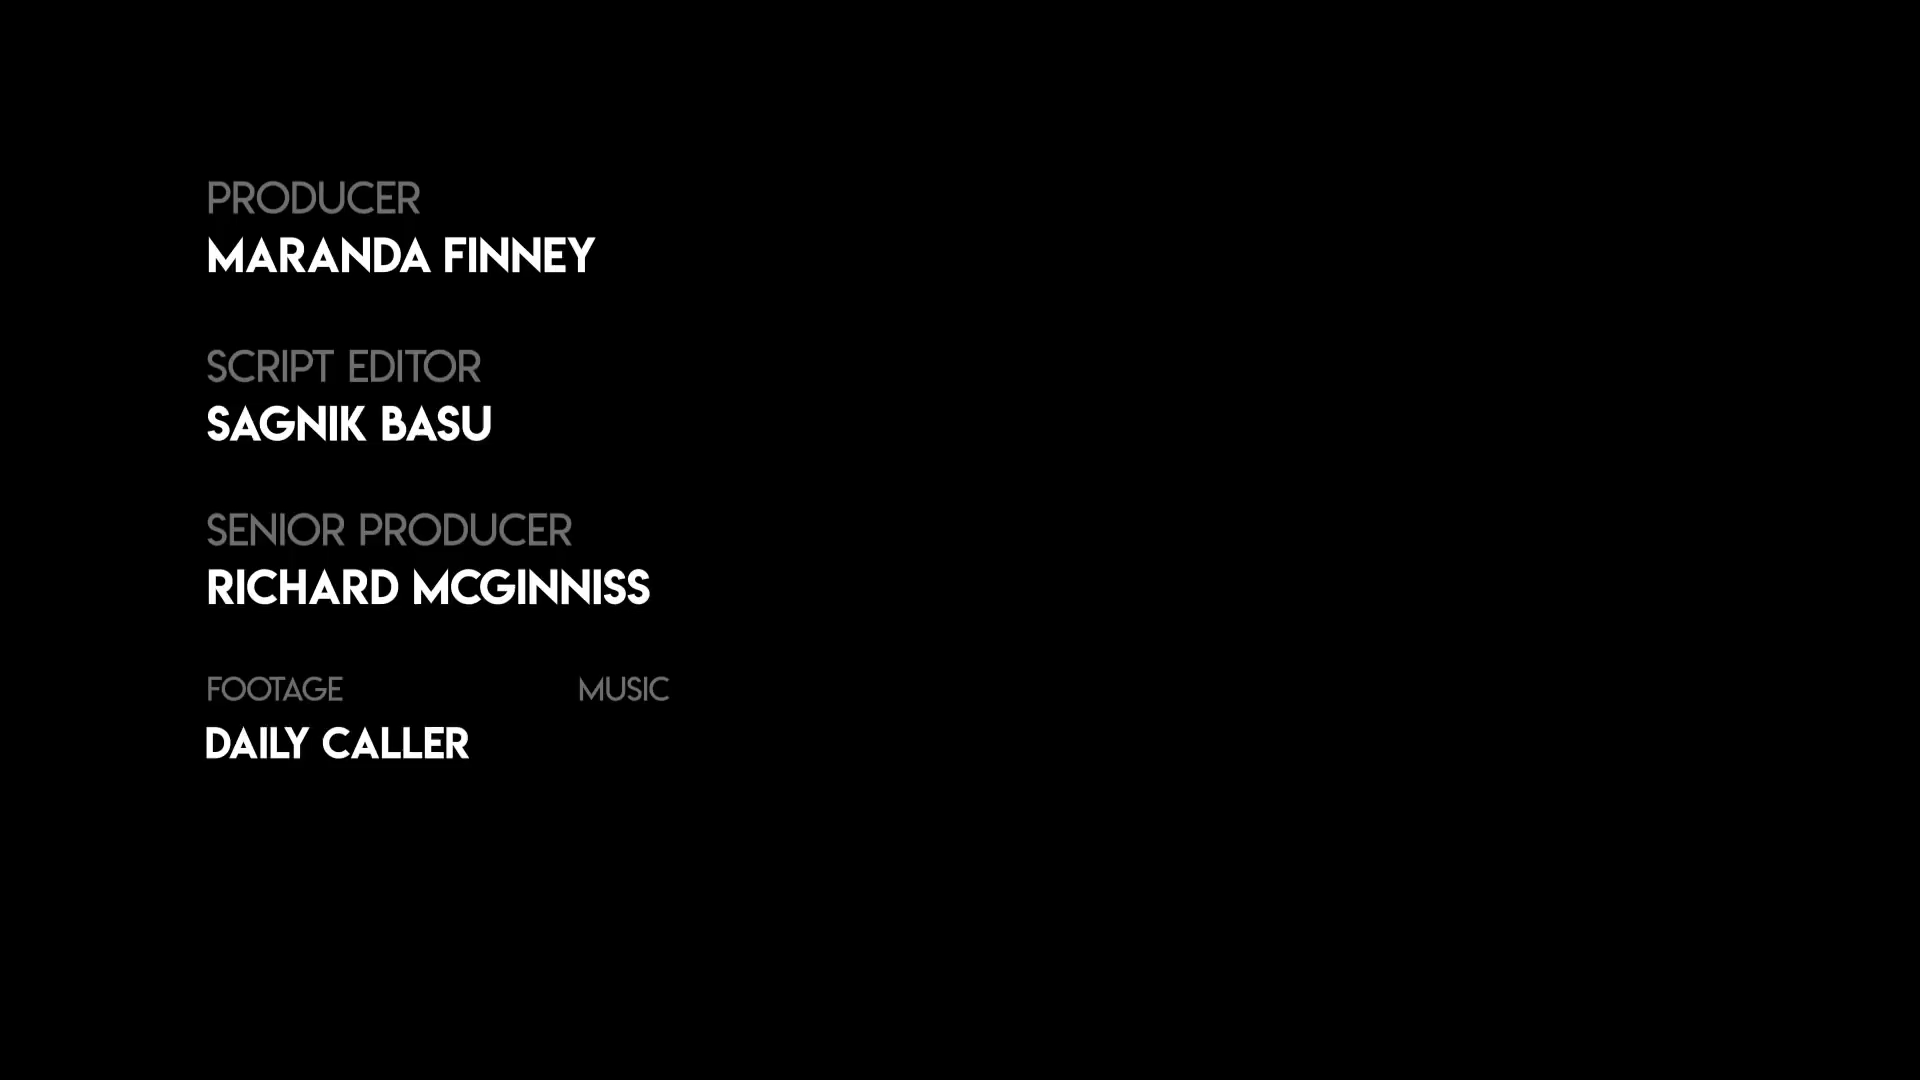 PRODUCER
MARANDA FINNEY
SCRIPT EDITOR
SAGNIK BASU
SENIOR PRODUCER
RICHARD MCGINNISS
FOOTAGE MUSIC
DAILY CALLER